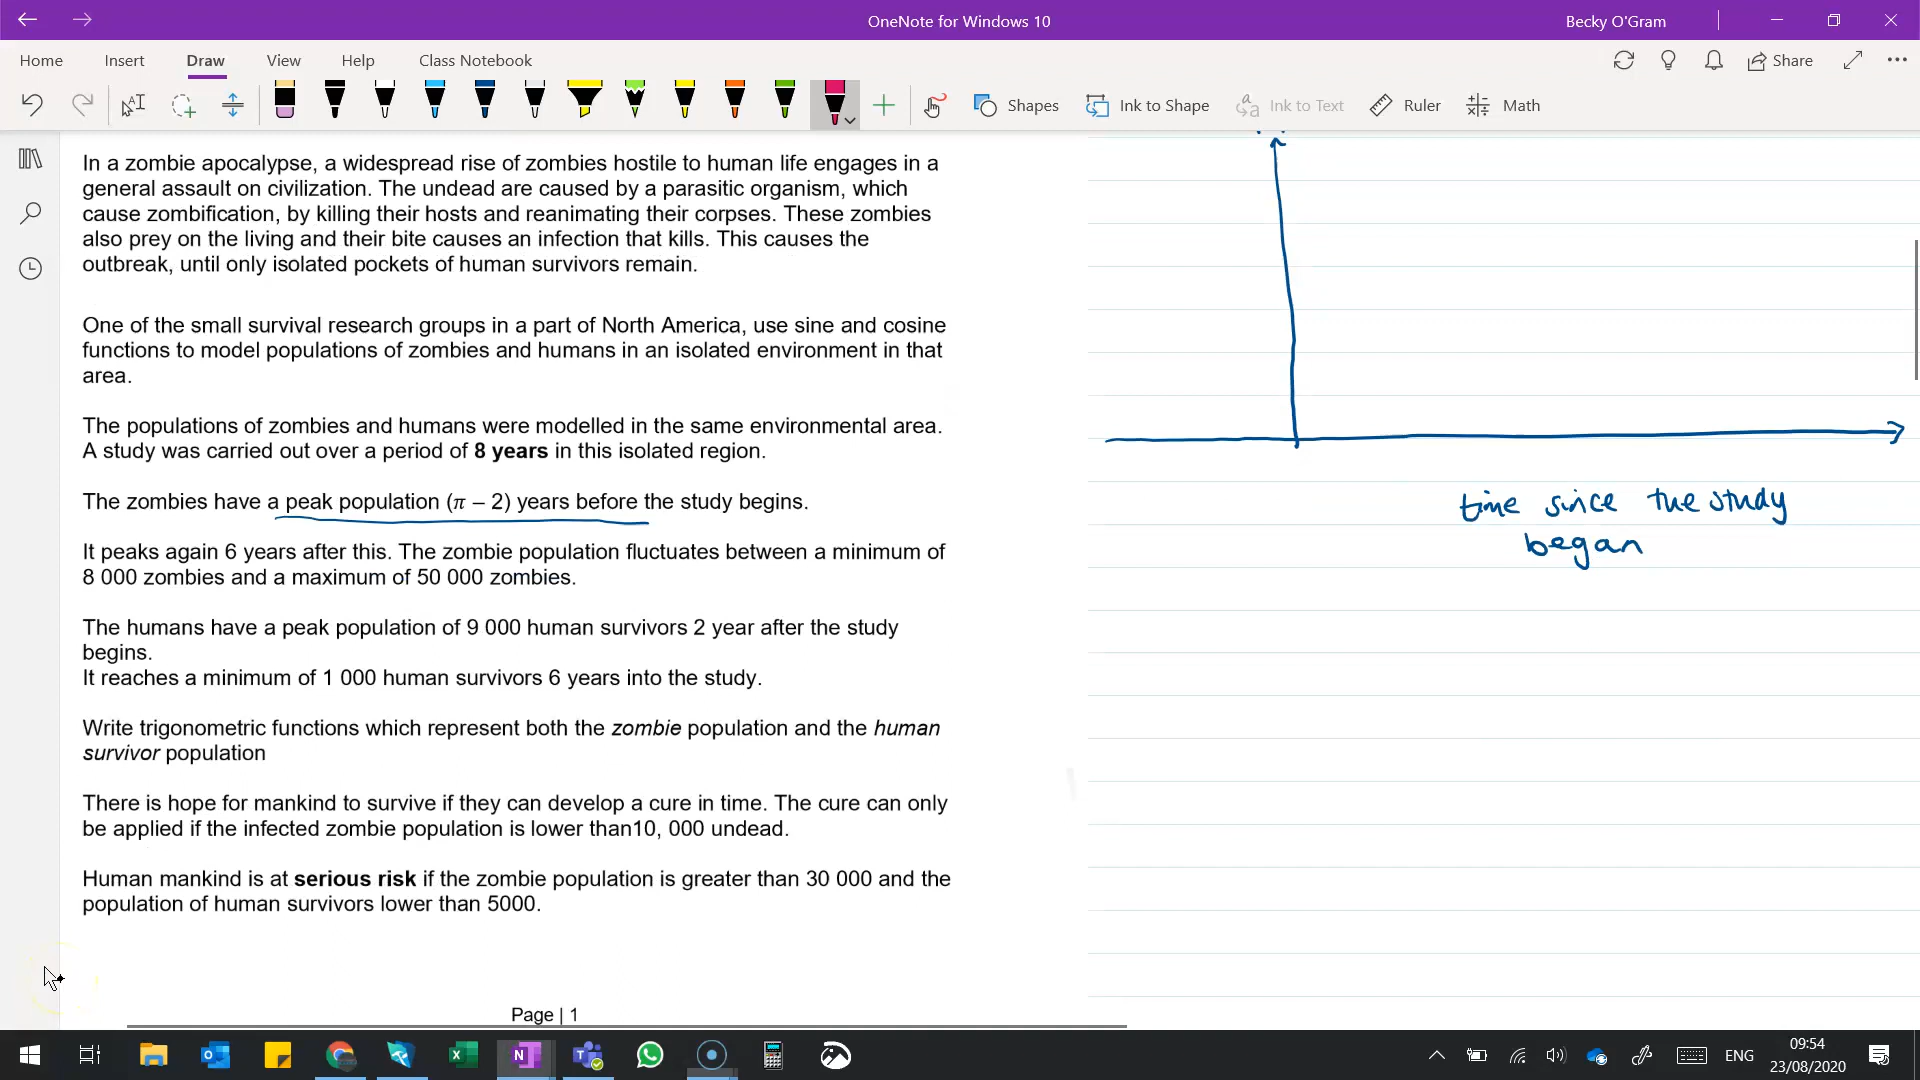 OneNote for Windows 10
Becky O'Gram
Home Insert Draw View Help Class Notebook
Share
Shapes Ink to Shape Ink to Text Ruler Math
In a zombie apocalypse, a widespread rise of zombies hostile to human life engages in a
general assault on civilization. The undead are caused by a parasitic organism, which
cause zombification, by killing their hosts and reanimating their corpses. These zombies
also prey on the living and their bite causes an infection that kills. This causes the
outbreak, until only isolated pockets of human survivors remain.
One of the small survival research groups in a part of North America, use sine and cosine
functions to model populations of zombies and humans in an isolated environment in that
area.
The populations of zombies and humans were modelled in the same environmental area.
A study was carried out over a period of 8 years in this isolated region.
The zombies have a peak population (π – 2) years before the study begins.
It peaks again 6 years after this. The zombie population fluctuates between a minimum of
8 000 zombies and a maximum of 50 000 zombies.
The humans have a peak population of 9 000 human survivors 2 year after the study
begins.
It reaches a minimum of 1 000 human survivors 6 years into the study.
Write trigonometric functions which represent both the zombie population and the human
survivor population
There is hope for mankind to survive if they can develop a cure in time. The cure can only
be applied if the infected zombie population is lower than10, 000 undead.
Human mankind is at serious risk if the zombie population is greater than 30 000 and the
population of human survivors lower than 5000.
Page | 1
time since the study
began
ENG
09:54
23/08/2020